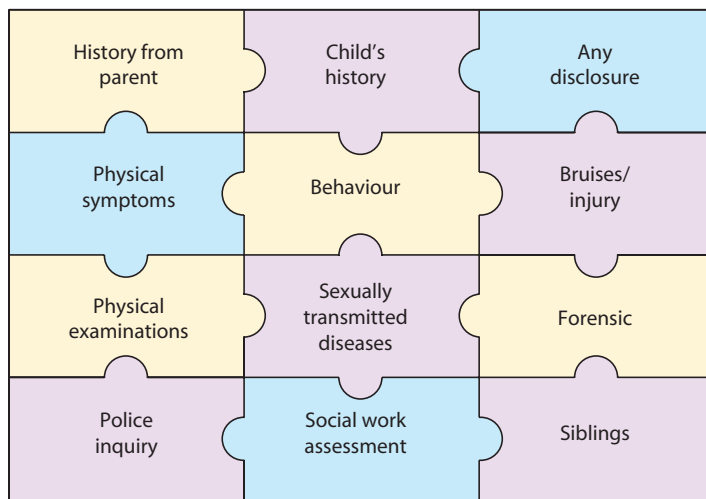 History from
parent
Child's
history
Any
disclosure
Physical
symptoms
Behaviour
Bruises/
injury
Physical
examinations
Sexually
transmitted
diseases
Forensic
Police
inquiry
Social work
assessment
Siblings